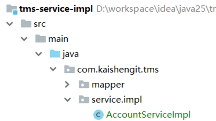 tms-service-impl D:\workspace\idea\java25\tr
src
main
java
com.kaishengit.tms
mapper
service.impl
AccountServiceImpl